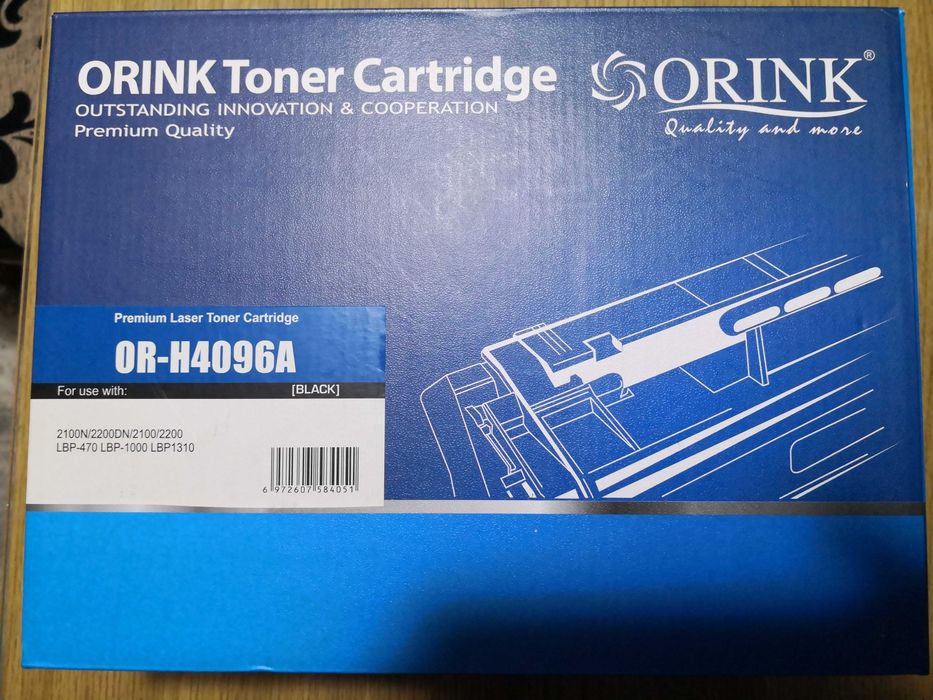 ORINK Toner Cartridge
OUTSTANDING INNOVATION & COOPERATION
Premium Quality
ORINK®
Quality and more
Premium Laser Toner Cartridge
OR-H4096A
For use with: [BLACK]
2100N/2200DN/2100/2200
LBP-470 LBP-1000 LBP1310
6 972607 584051